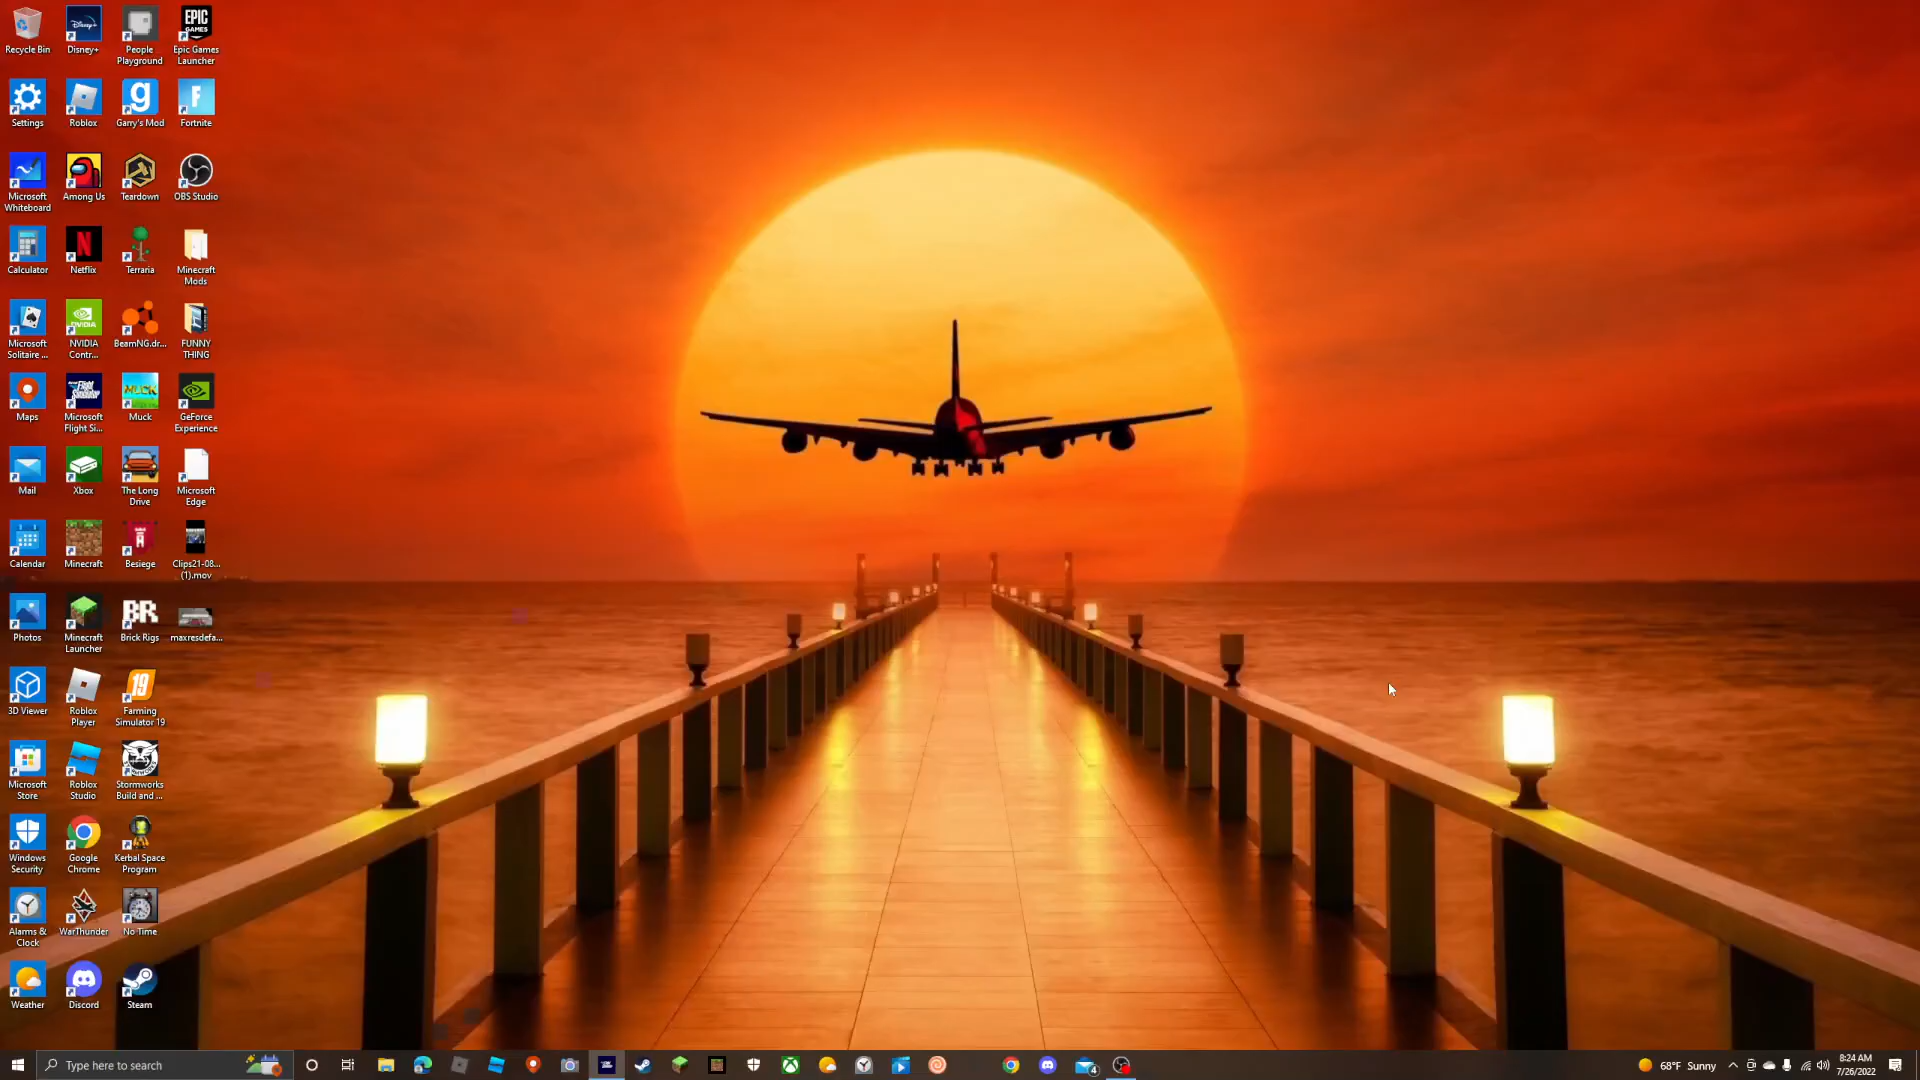 Recycle Bin
Disney+
People
Playground
Epic Games
Launcher
EPIC
GAMES
Settings
Roblox
Garry's Mod
Fortnite
Microsoft
Whiteboard
Among Us
Teardown
OBS Studio
Calculator
Netflix
Terraria
Minecraft
Mods
Microsoft
Solitaire ...
NVIDIA
Contr...
BeamNG.dr...
FUNNY
THING
Maps
Microsoft
Flight Si...
MUCK
Muck
GeForce
Experience
Mail
Xbox
The Long
Drive
Microsoft
Edge
Calendar
Minecraft
Besiege
Clips21-08...
(1).mov
Photos
Minecraft
Launcher
BR
Brick Rigs
maxresdefa...
3D Viewer
Roblox
Player
19
Farming
Simulator 19
Microsoft
Store
Roblox
Studio
Stormworks
Build and ...
Windows
Security
Google
Chrome
Kerbal Space
Program
Alarms &
Clock
WarThunder
No Time
Weather
Discord
Steam
Type here to search
4
68°F Sunny
8:24 AM
7/26/2022